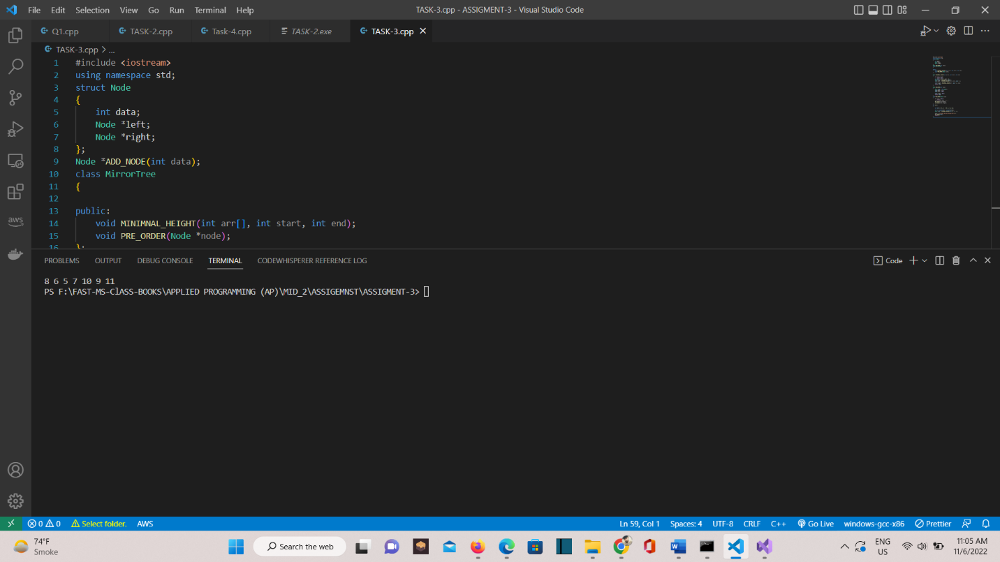 File Edit Selection View Go Run Terminal Help TASK-3.cpp - ASSIGMENT-3 - Visual Studio Code
Q1.cpp TASK-2.cpp Task-4.cpp TASK-2.exe TASK-3.cpp
TASK-3.cpp > ...
1 #include <iostream>
2 using namespace std;
3 struct Node
4 {
5 int data;
6 Node *left;
7 Node *right;
8 };
9 Node *ADD_NODE(int data);
10 class MirrorTree
11 {
12
13 public:
14 void MINIMNAL_HEIGHT(int arr[], int start, int end);
15 void PRE_ORDER(Node *node);
16 };
aws
PROBLEMS OUTPUT DEBUG CONSOLE TERMINAL CODEWHISPERER REFERENCE LOG Code
8 6 5 7 10 9 11
PS F:\FAST-MS-ClASS-BOOKS\APPLIED PROGRAMMING (AP)\MID_2\ASSIGEMNST\ASSIGMENT-3>
0 0 Select folder. AWS Ln 59, Col 1 Spaces: 4 UTF-8 CRLF C++ Go Live windows-gcc-x86 Prettier
74°F
Smoke
Search the web
ENG
US
11:05 AM
11/6/2022